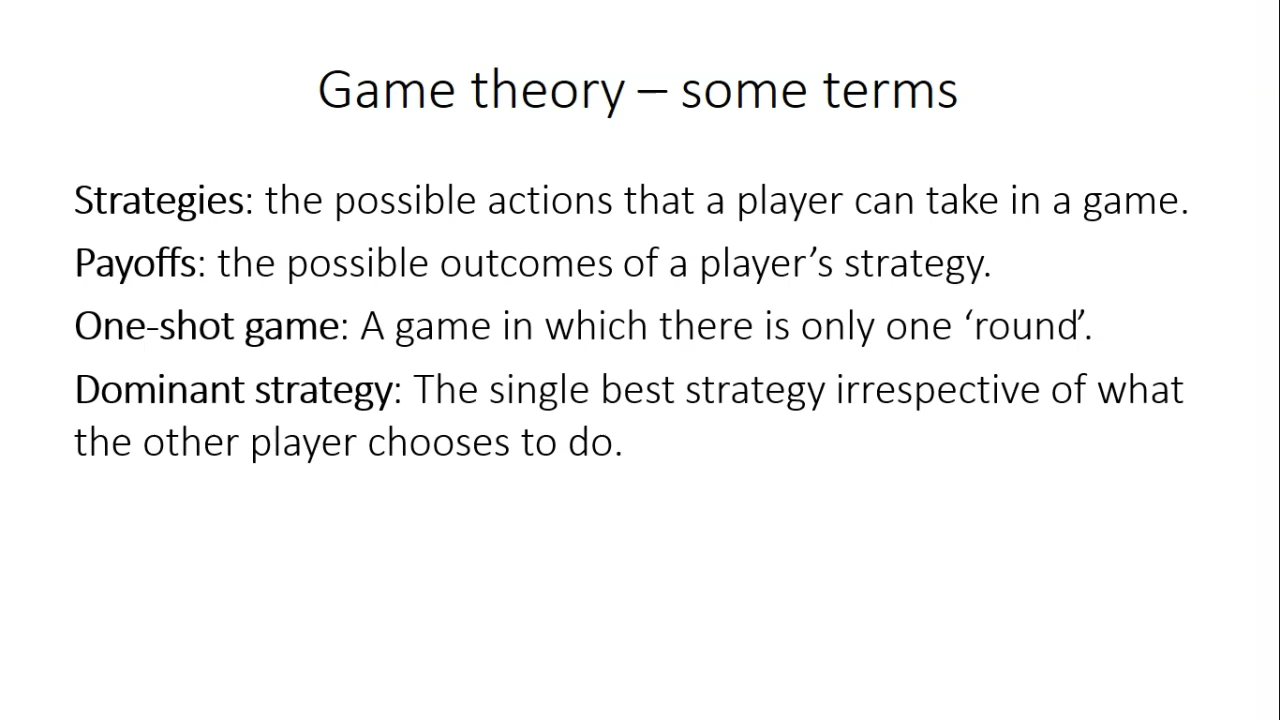 Game theory – some terms
Strategies: the possible actions that a player can take in a game.
Payoffs: the possible outcomes of a player’s strategy.
One-shot game: A game in which there is only one ‘round’.
Dominant strategy: The single best strategy irrespective of what
the other player chooses to do.